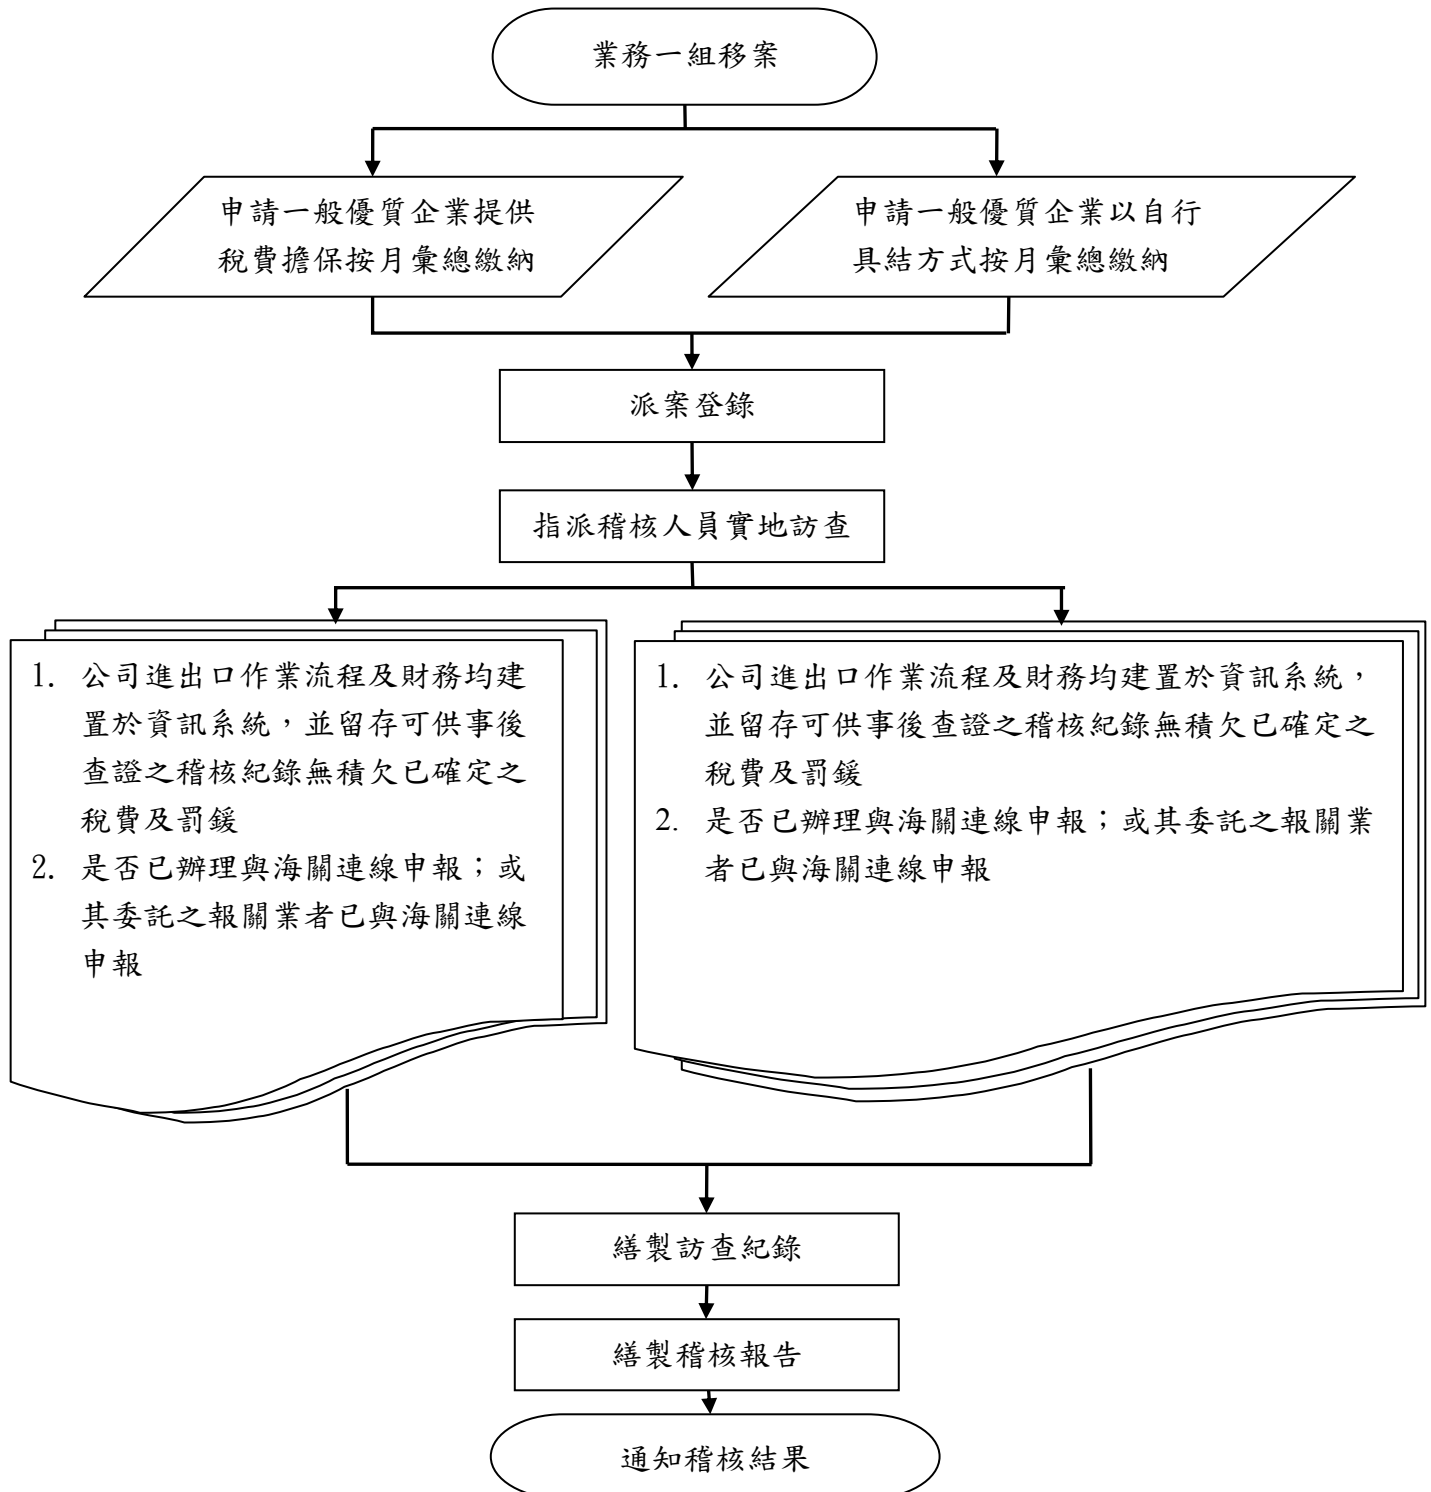 業務一組移案
申請一般優質企業提供
稅費擔保按月彙總繳納
申請一般優質企業以自行
具結方式按月彙總繳納
派案登錄
指派稽核人員實地訪查
1. 公司進出口作業流程及財務均建
置於資訊系統，並留存可供事後
查證之稽核紀錄無積欠已確定之
稅費及罰鍰
2. 是否已辦理與海關連線申報；或
其委託之報關業者已與海關連線
申報
1. 公司進出口作業流程及財務均建置於資訊系統，
並留存可供事後查證之稽核紀錄無積欠已確定之
稅費及罰鍰
2. 是否已辦理與海關連線申報；或其委託之報關業
者已與海關連線申報
繕製訪查紀錄
繕製稽核報告
通知稽核結果